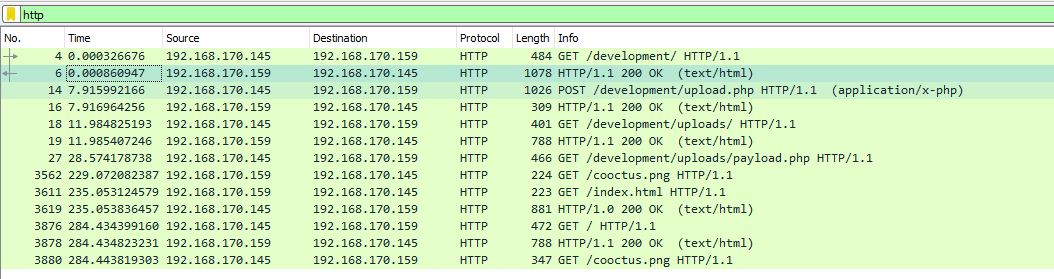 http
No. Time Source Destination Protocol Length Info
4 0.000326676 192.168.170.145 192.168.170.159 HTTP 484 GET /development/ HTTP/1.1
6 0.000860947 192.168.170.159 192.168.170.145 HTTP 1078 HTTP/1.1 200 OK (text/html)
14 7.915992166 192.168.170.145 192.168.170.159 HTTP 1026 POST /development/upload.php HTTP/1.1 (application/x-php)
16 7.916964256 192.168.170.159 192.168.170.145 HTTP 309 HTTP/1.1 200 OK (text/html)
18 11.984825193 192.168.170.145 192.168.170.159 HTTP 401 GET /development/uploads/ HTTP/1.1
19 11.985407246 192.168.170.159 192.168.170.145 HTTP 788 HTTP/1.1 200 OK (text/html)
27 28.574178738 192.168.170.145 192.168.170.159 HTTP 466 GET /development/uploads/payload.php HTTP/1.1
3562 229.072082387 192.168.170.159 192.168.170.145 HTTP 224 GET /cooctus.png HTTP/1.1
3611 235.053124579 192.168.170.159 192.168.170.145 HTTP 223 GET /index.html HTTP/1.1
3619 235.053836457 192.168.170.145 192.168.170.159 HTTP 881 HTTP/1.0 200 OK (text/html)
3876 284.434399160 192.168.170.145 192.168.170.159 HTTP 472 GET / HTTP/1.1
3878 284.434823231 192.168.170.159 192.168.170.145 HTTP 788 HTTP/1.1 200 OK (text/html)
3880 284.443819303 192.168.170.145 192.168.170.159 HTTP 347 GET /cooctus.png HTTP/1.1